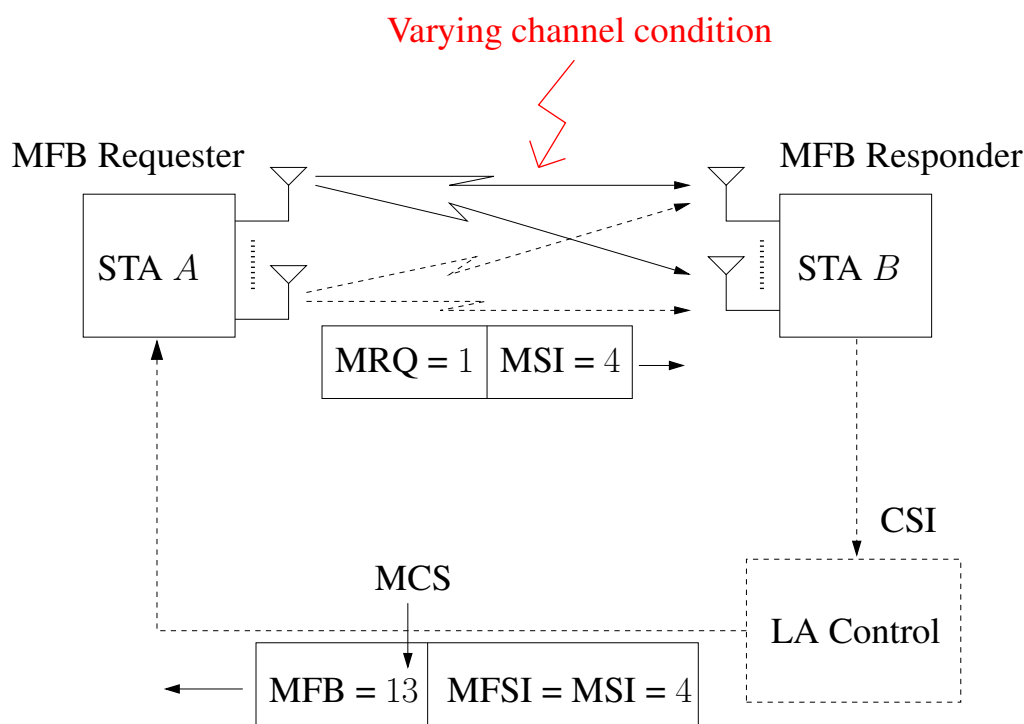 Varying channel condition
MFB Requester
MFB Responder
STA A
STA B
MRQ = 1
MSI = 4
CSI
MCS
LA Control
MFB = 13
MFSI = MSI = 4